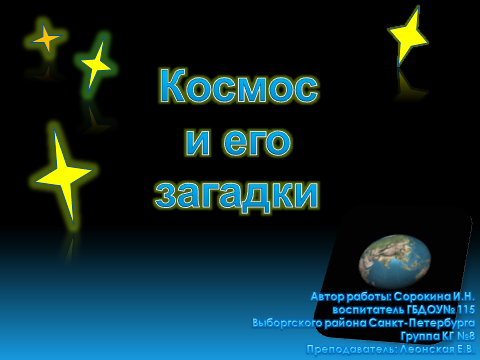 Космос
и его
загадки
Автор работы: Сорокина И.Н.
воспитатель ГБДОУ№ 115
Выборгского района Санкт- Петербурга
Группа КГ №8
Преподаватель: Леонская Е.В.